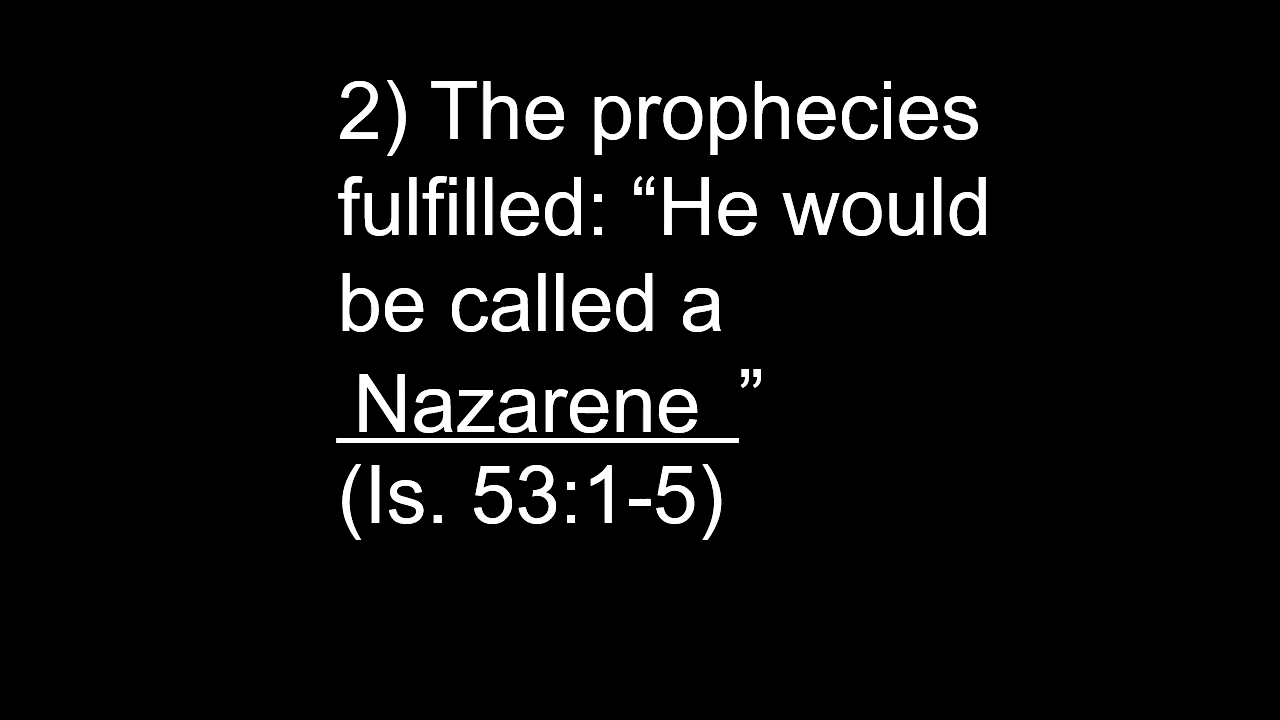 2) The prophecies
fulfilled: “He would
be called a
Nazarene ”
(Is. 53:1-5)